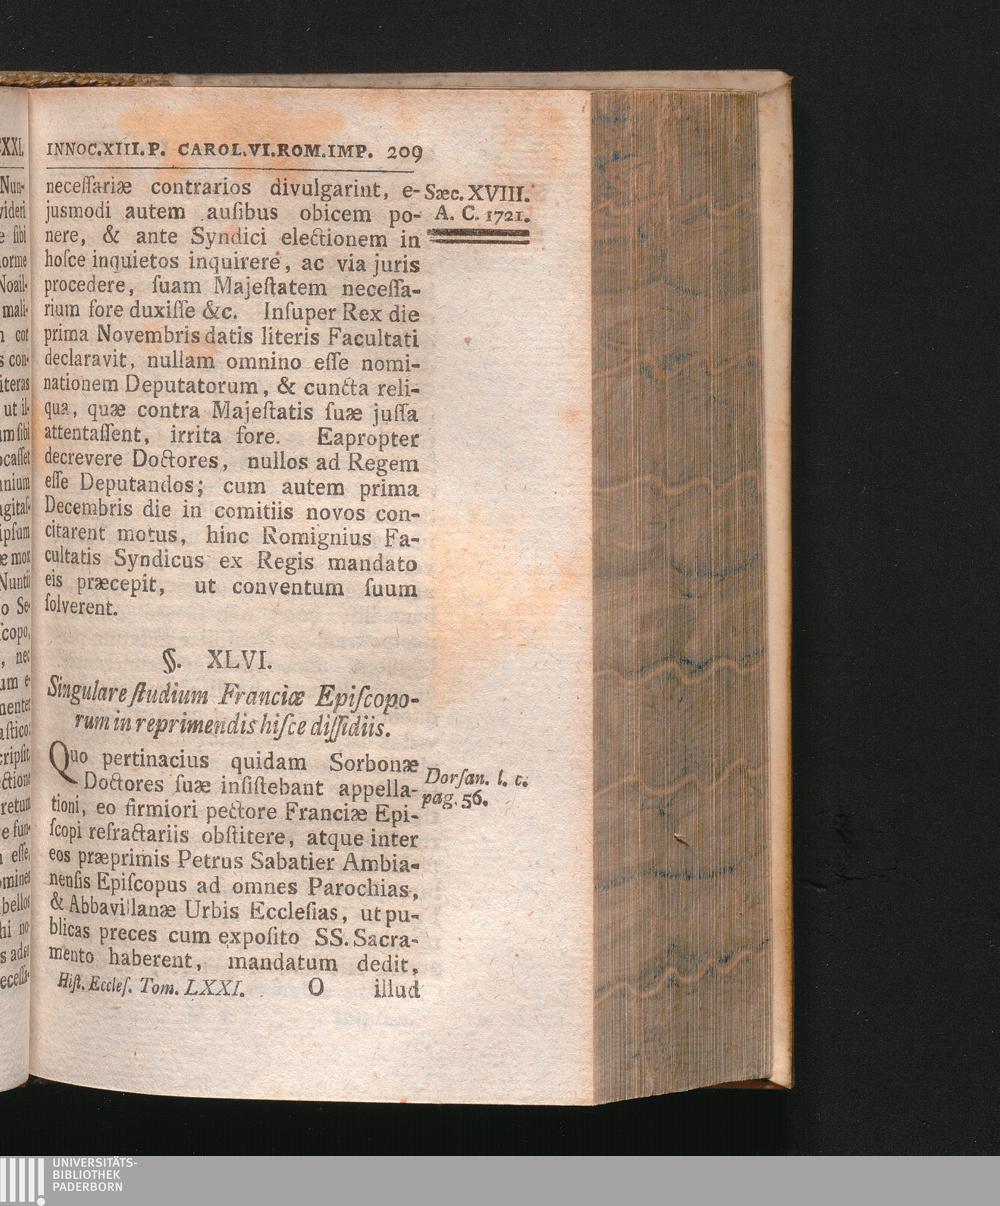 INNOC.XIII.P. CAROL.VI.ROM.IMP. 209
neceſſariæ contrarios divulgarint, e-
jusmodi autem auſibus obicem po-
nere, & ante Syndici electionem in
hoſce inquietos inquirere, ac via juris
procedere, ſuam Majeſtatem neceſſa-
rium fore duxiſſe &c. Inſuper Rex die
prima Novembris datis literis Facultati
declaravit, nullam omnino eſſe nomi-
nationem Deputatorum, & cuncta reli-
qua, quæ contra Majeſtatis ſuæ juſſa
attentaſſent, irrita fore. Eapropter
decrevere Doctores, nullos ad Regem
eſſe Deputandos; cum autem prima
Decembris die in comitiis novos con-
citarent motus, hinc Romignius Fa-
cultatis Syndicus ex Regis mandato
eis præcepit, ut conventum ſuum
ſolverent.
Sæc. XVIII.
A. C. 1721.
§. XLVI.
Singulare ſtudium Franciæ Epiſcopo-
rum in reprimendis hiſce diſſidiis.
Quo pertinacius quidam Sorbonæ
Doctores ſuæ inſiſtebant appella-
tioni, eo firmiori pectore Franciæ Epi-
ſcopi refractariis obſtitere, atque inter
eos præprimis Petrus Sabatier Ambia-
nenſis Epiſcopus ad omnes Parochias,
& Abbavillanæ Urbis Eccleſias, ut pu-
blicas preces cum expoſito SS. Sacra-
mento haberent, mandatum dedit,
Dorſan. l. c.
pag. 56.
Hiſt. Eccleſ. Tom. LXXI. O illud
UNIVERSITÄTS-
BIBLIOTHEK
PADERBORN